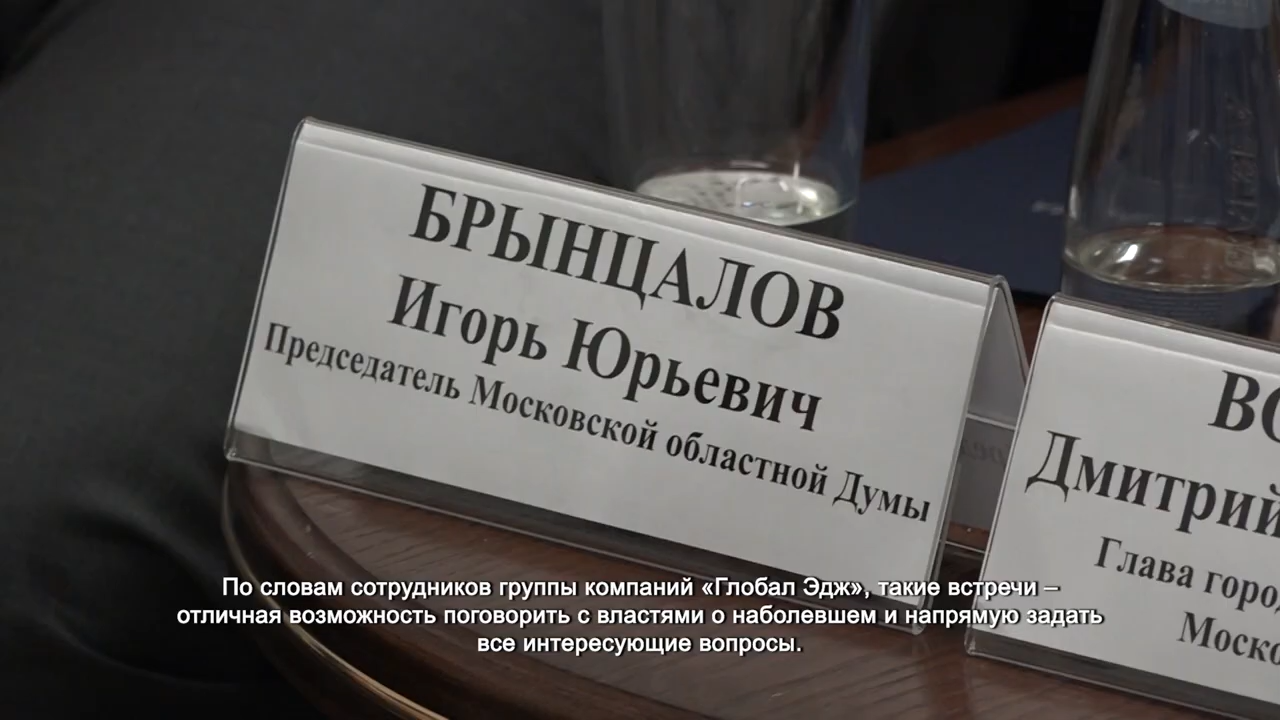 БРЫНЦАЛОВ
Игорь Юрьевич
Председатель Московской областной Думы
Дмитрий
Глава
По словам сотрудников группы компаний «Глобал Эдж», такие встречи –
отличная возможность поговорить с властями о наболевшем и напрямую задать
все интересующие вопросы.